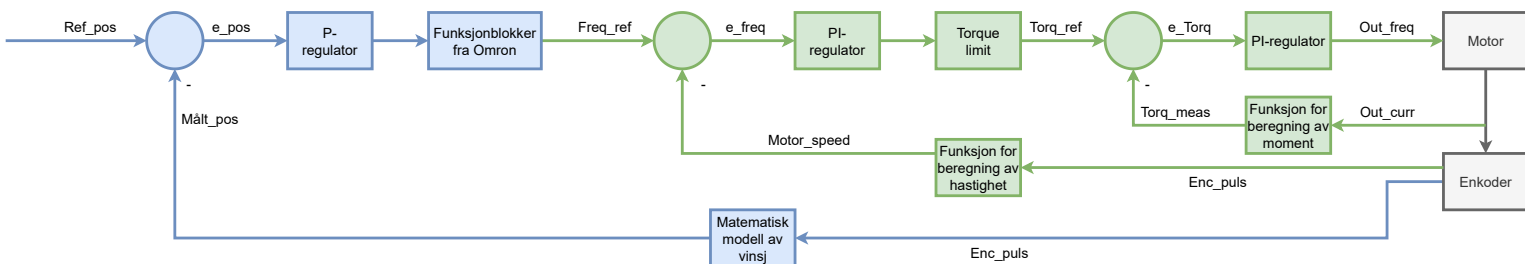 Ref_pos
e_pos
P-
regulator
Funksjonblokker
fra Omron
Freq_ref
e_freq
PI-
regulator
Torque
limit
Torq_ref
e_Torq
PI-regulator
Out_freq
Motor
-
-
-
Målt_pos
Torq_meas
Funksjon for
beregning av
moment
Out_curr
Motor_speed
Funksjon for
beregning av
hastighet
Enc_puls
Enkoder
Matematisk
modell av
vinsj
Enc_puls